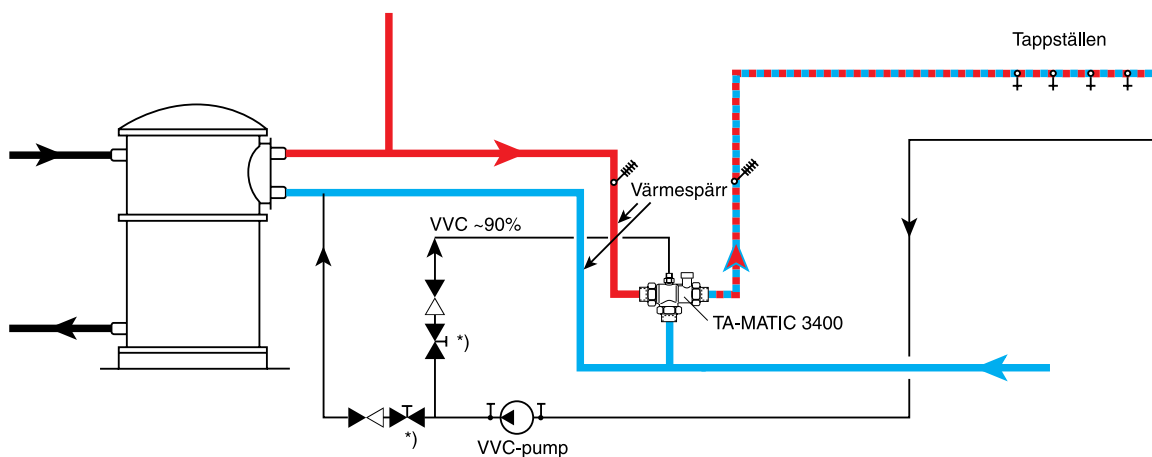 Tappställen
Värmespärr
VVC ~90%
TA-MATIC 3400
*)
*)
VVC-pump